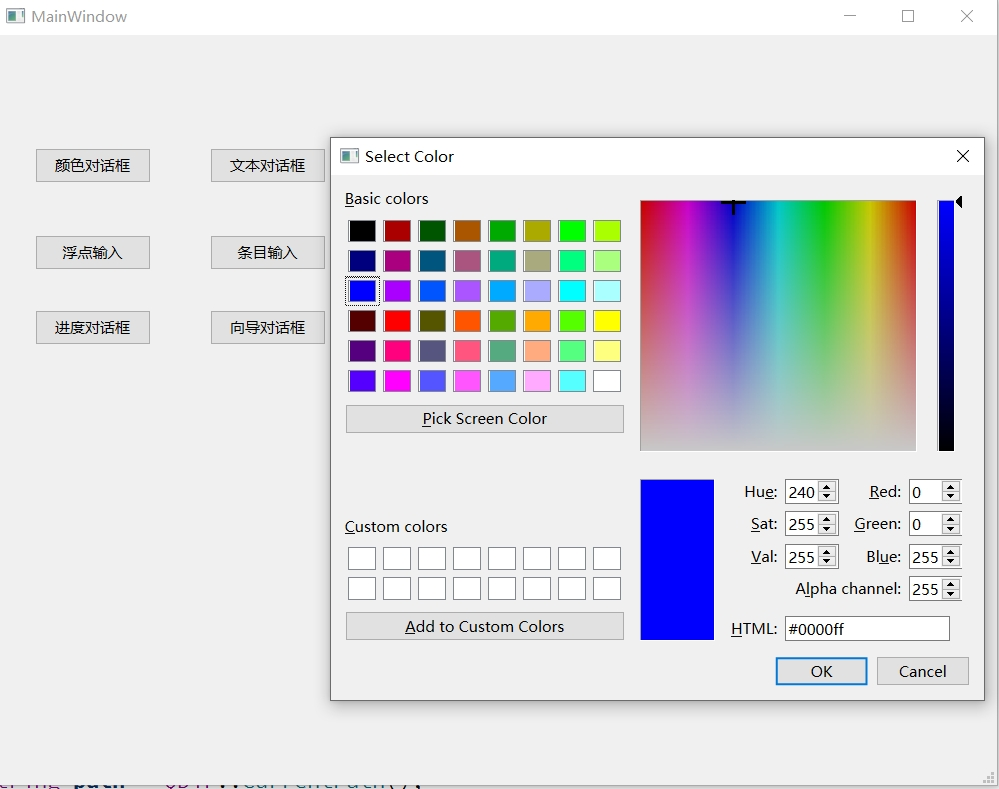 MainWindow
颜色对话框
文本对话框
浮点输入
条目输入
进度对话框
向导对话框
Select Color
Basic colors
Pick Screen Color
Custom colors
Add to Custom Colors
Hue: 240
Red: 0
Sat: 255
Green: 0
Val: 255
Blue: 255
Alpha channel: 255
HTML: #0000ff
OK
Cancel